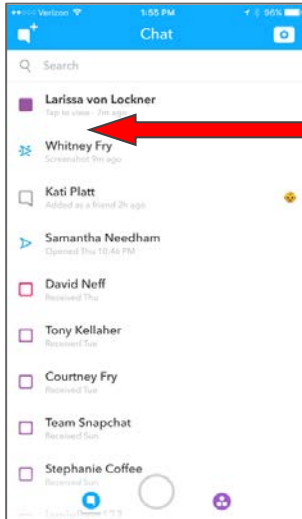 Verizon 1:55 PM 96%
Chat
Search
Larissa von Lockner
Tap to view - 7m ago
Whitney Fry
Screenshot 9m ago
Kati Platt
Added as a friend 2h ago
Samantha Needham
Opened Thu 10:46 PM
David Neff
Received Thu
Tony Kellaher
Received Tue
Courtney Fry
Received Tue
Team Snapchat
Received Sun
Stephanie Coffee
Received Sun